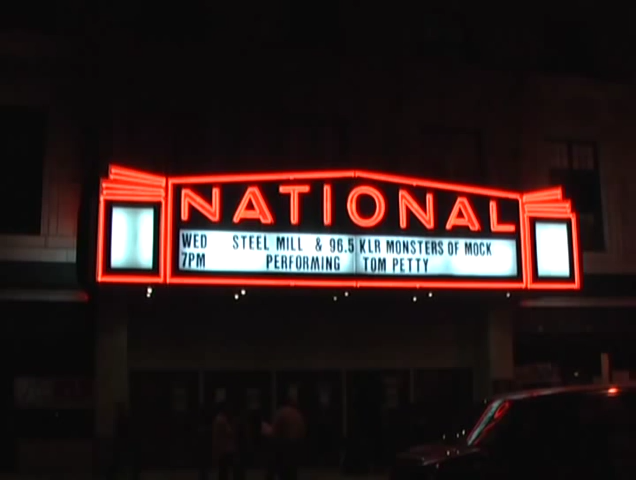 NATIONAL
WED STEEL MILL & 96.5 KLR MONSTERS OF MOCK
7PM PERFORMING TOM PETTY